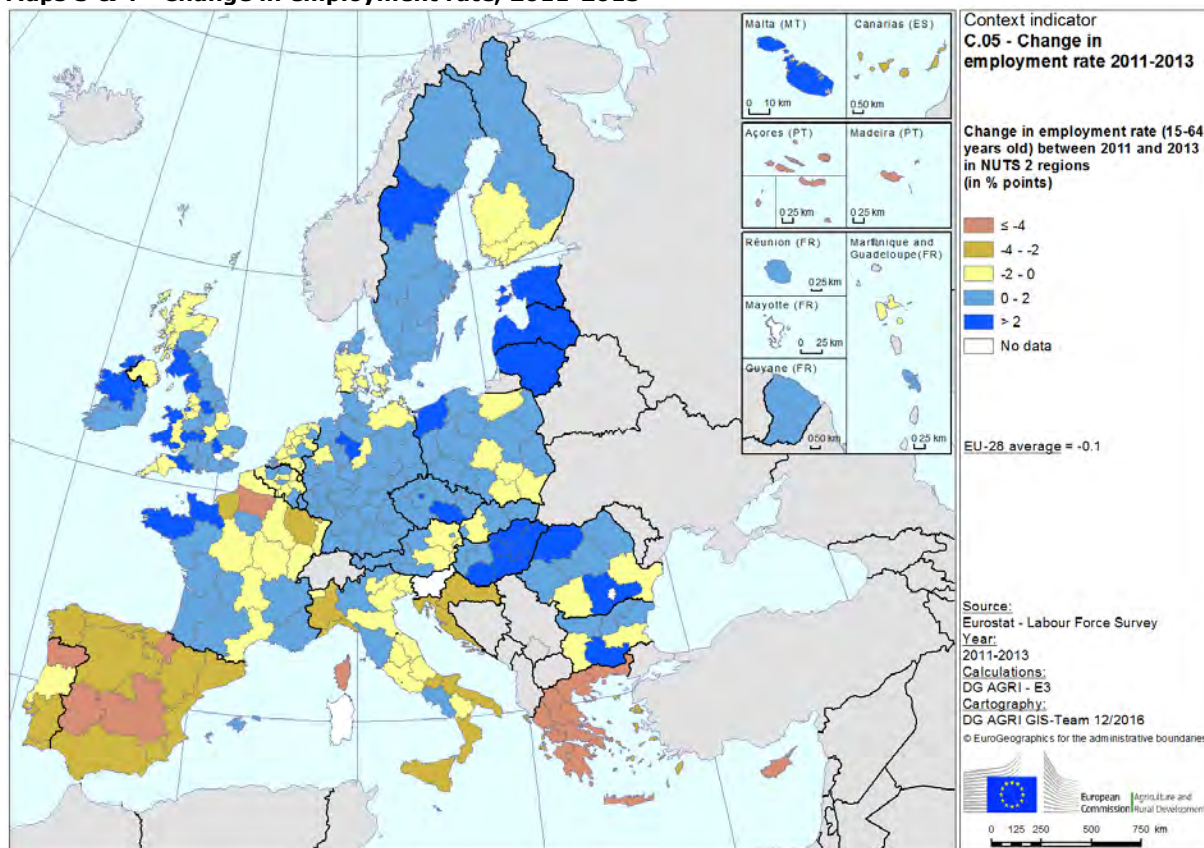 Malta (MT)
0 10 km
Canarias (ES)
0 50 km
Açores (PT)
0 25 km
Madeira (PT)
0 25 km
Réunion (FR)
0 25 km
Martinique and
Guadeloupe (FR)
Mayotte (FR)
0 25 km
Guyane (FR)
0 50 km
0 25 km
Context indicator
C.05 - Change in
employment rate 2011-2013
Change in employment rate (15-64
years old) between 2011 and 2013
in NUTS 2 regions
(in % points)
≤ -4
-4 - -2
-2 - 0
0 - 2
> 2
No data
EU-28 average = -0.1
Source:
Eurostat - Labour Force Survey
Year:
2011-2013
Calculations:
DG AGRI - E3
Cartography:
DG AGRI GIS-Team 12/2016
© EuroGeographics for the administrative boundaries
European
Commission
Agriculture and
Rural Development
0 125 250 500 750 km